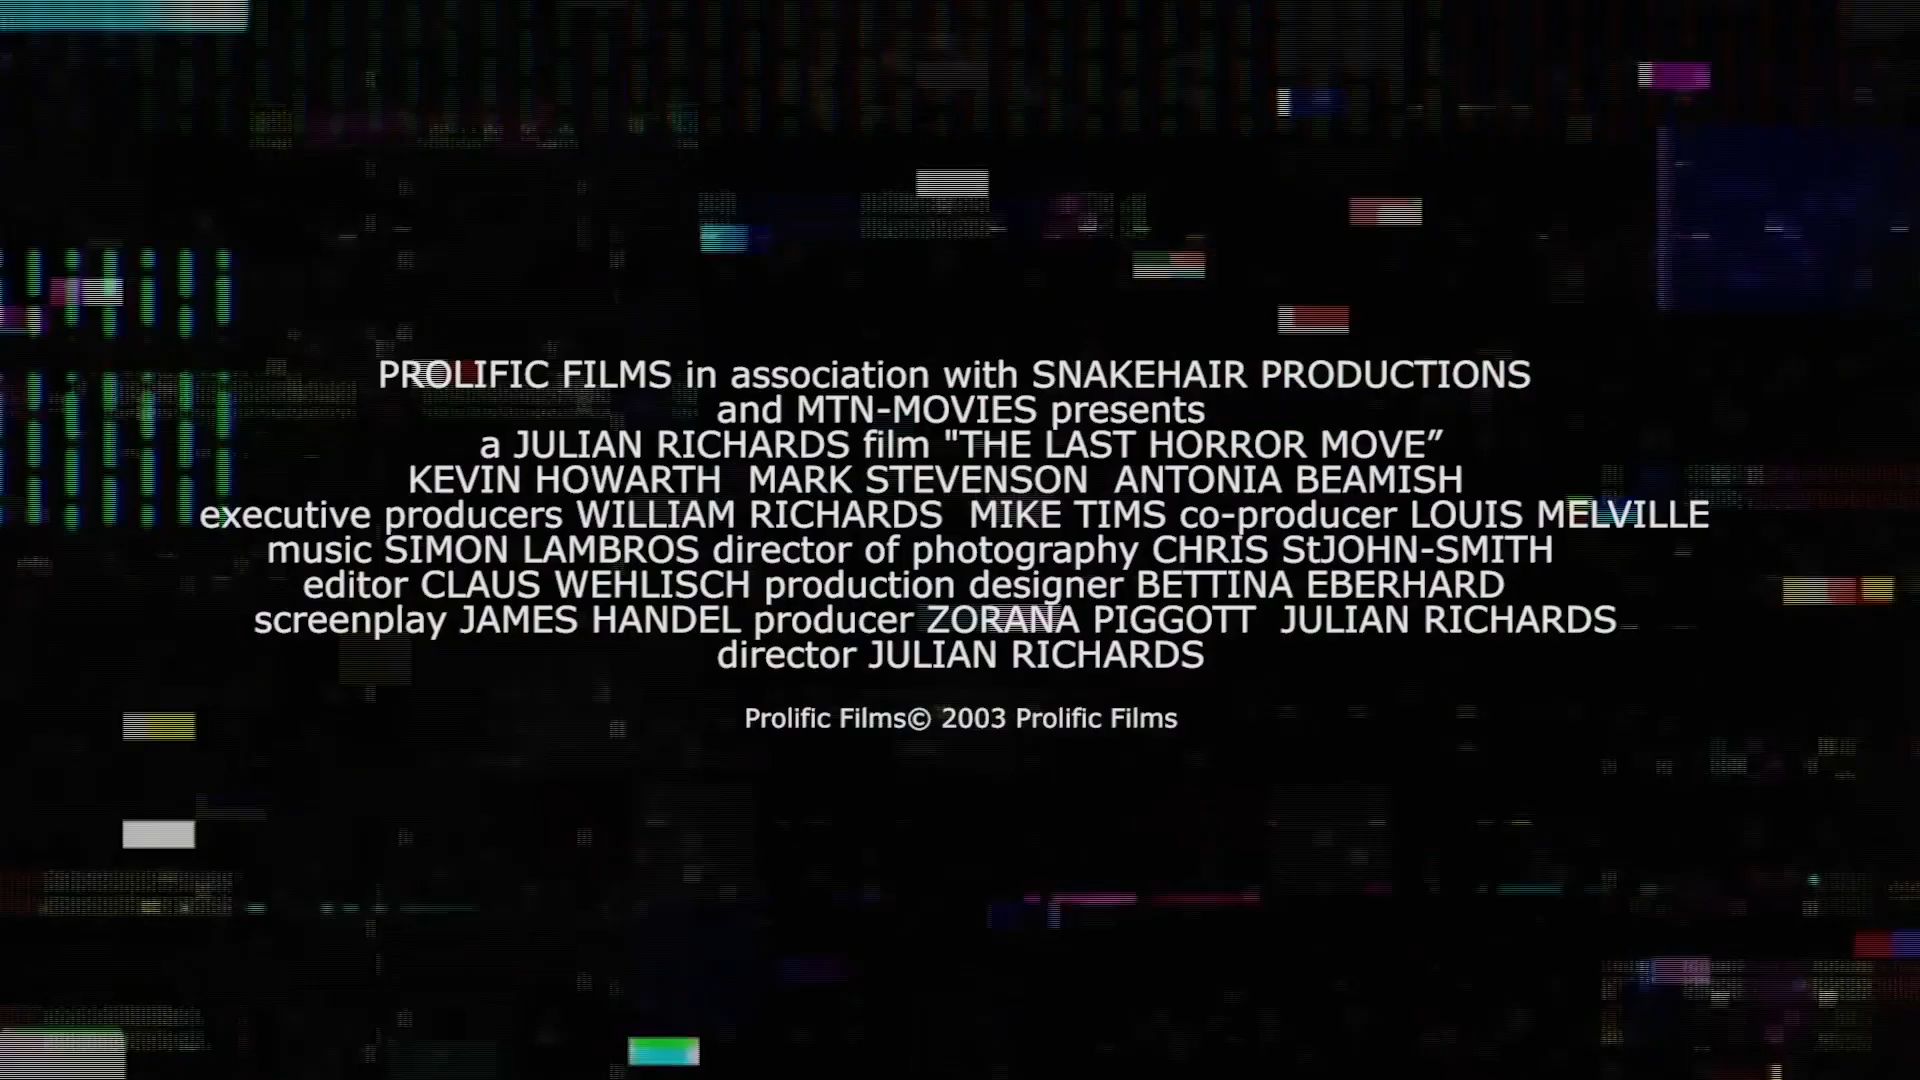 PROLIFIC FILMS in association with SNAKEHAIR PRODUCTIONS
and MTN-MOVIES presents
a JULIAN RICHARDS film "THE LAST HORROR MOVE”
KEVIN HOWARTH  MARK STEVENSON  ANTONIA BEAMISH
executive producers WILLIAM RICHARDS  MIKE TIMS co-producer LOUIS MELVILLE
music SIMON LAMBROS director of photography CHRIS StJOHN-SMITH
editor CLAUS WEHLISCH production designer BETTINA EBERHARD
screenplay JAMES HANDEL producer ZORANA PIGGOTT  JULIAN RICHARDS
director JULIAN RICHARDS
Prolific Films© 2003 Prolific Films